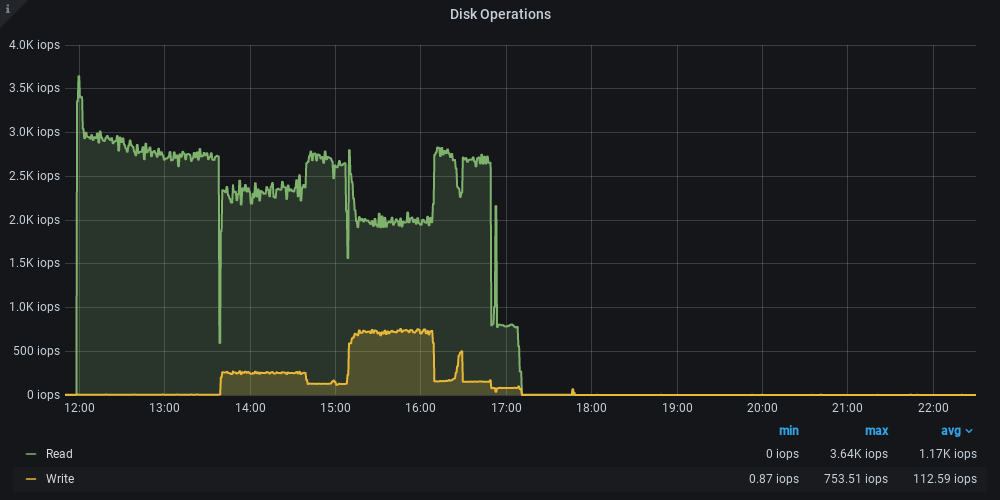 i
Disk Operations
4.0K iops
3.5K iops
3.0K iops
2.5K iops
2.0K iops
1.5K iops
1.0K iops
500 iops
0 iops
12:00 13:00 14:00 15:00 16:00 17:00 18:00 19:00 20:00 21:00 22:00
min max avg
Read 0 iops 3.64K iops 1.17K iops
Write 0.87 iops 753.51 iops 112.59 iops